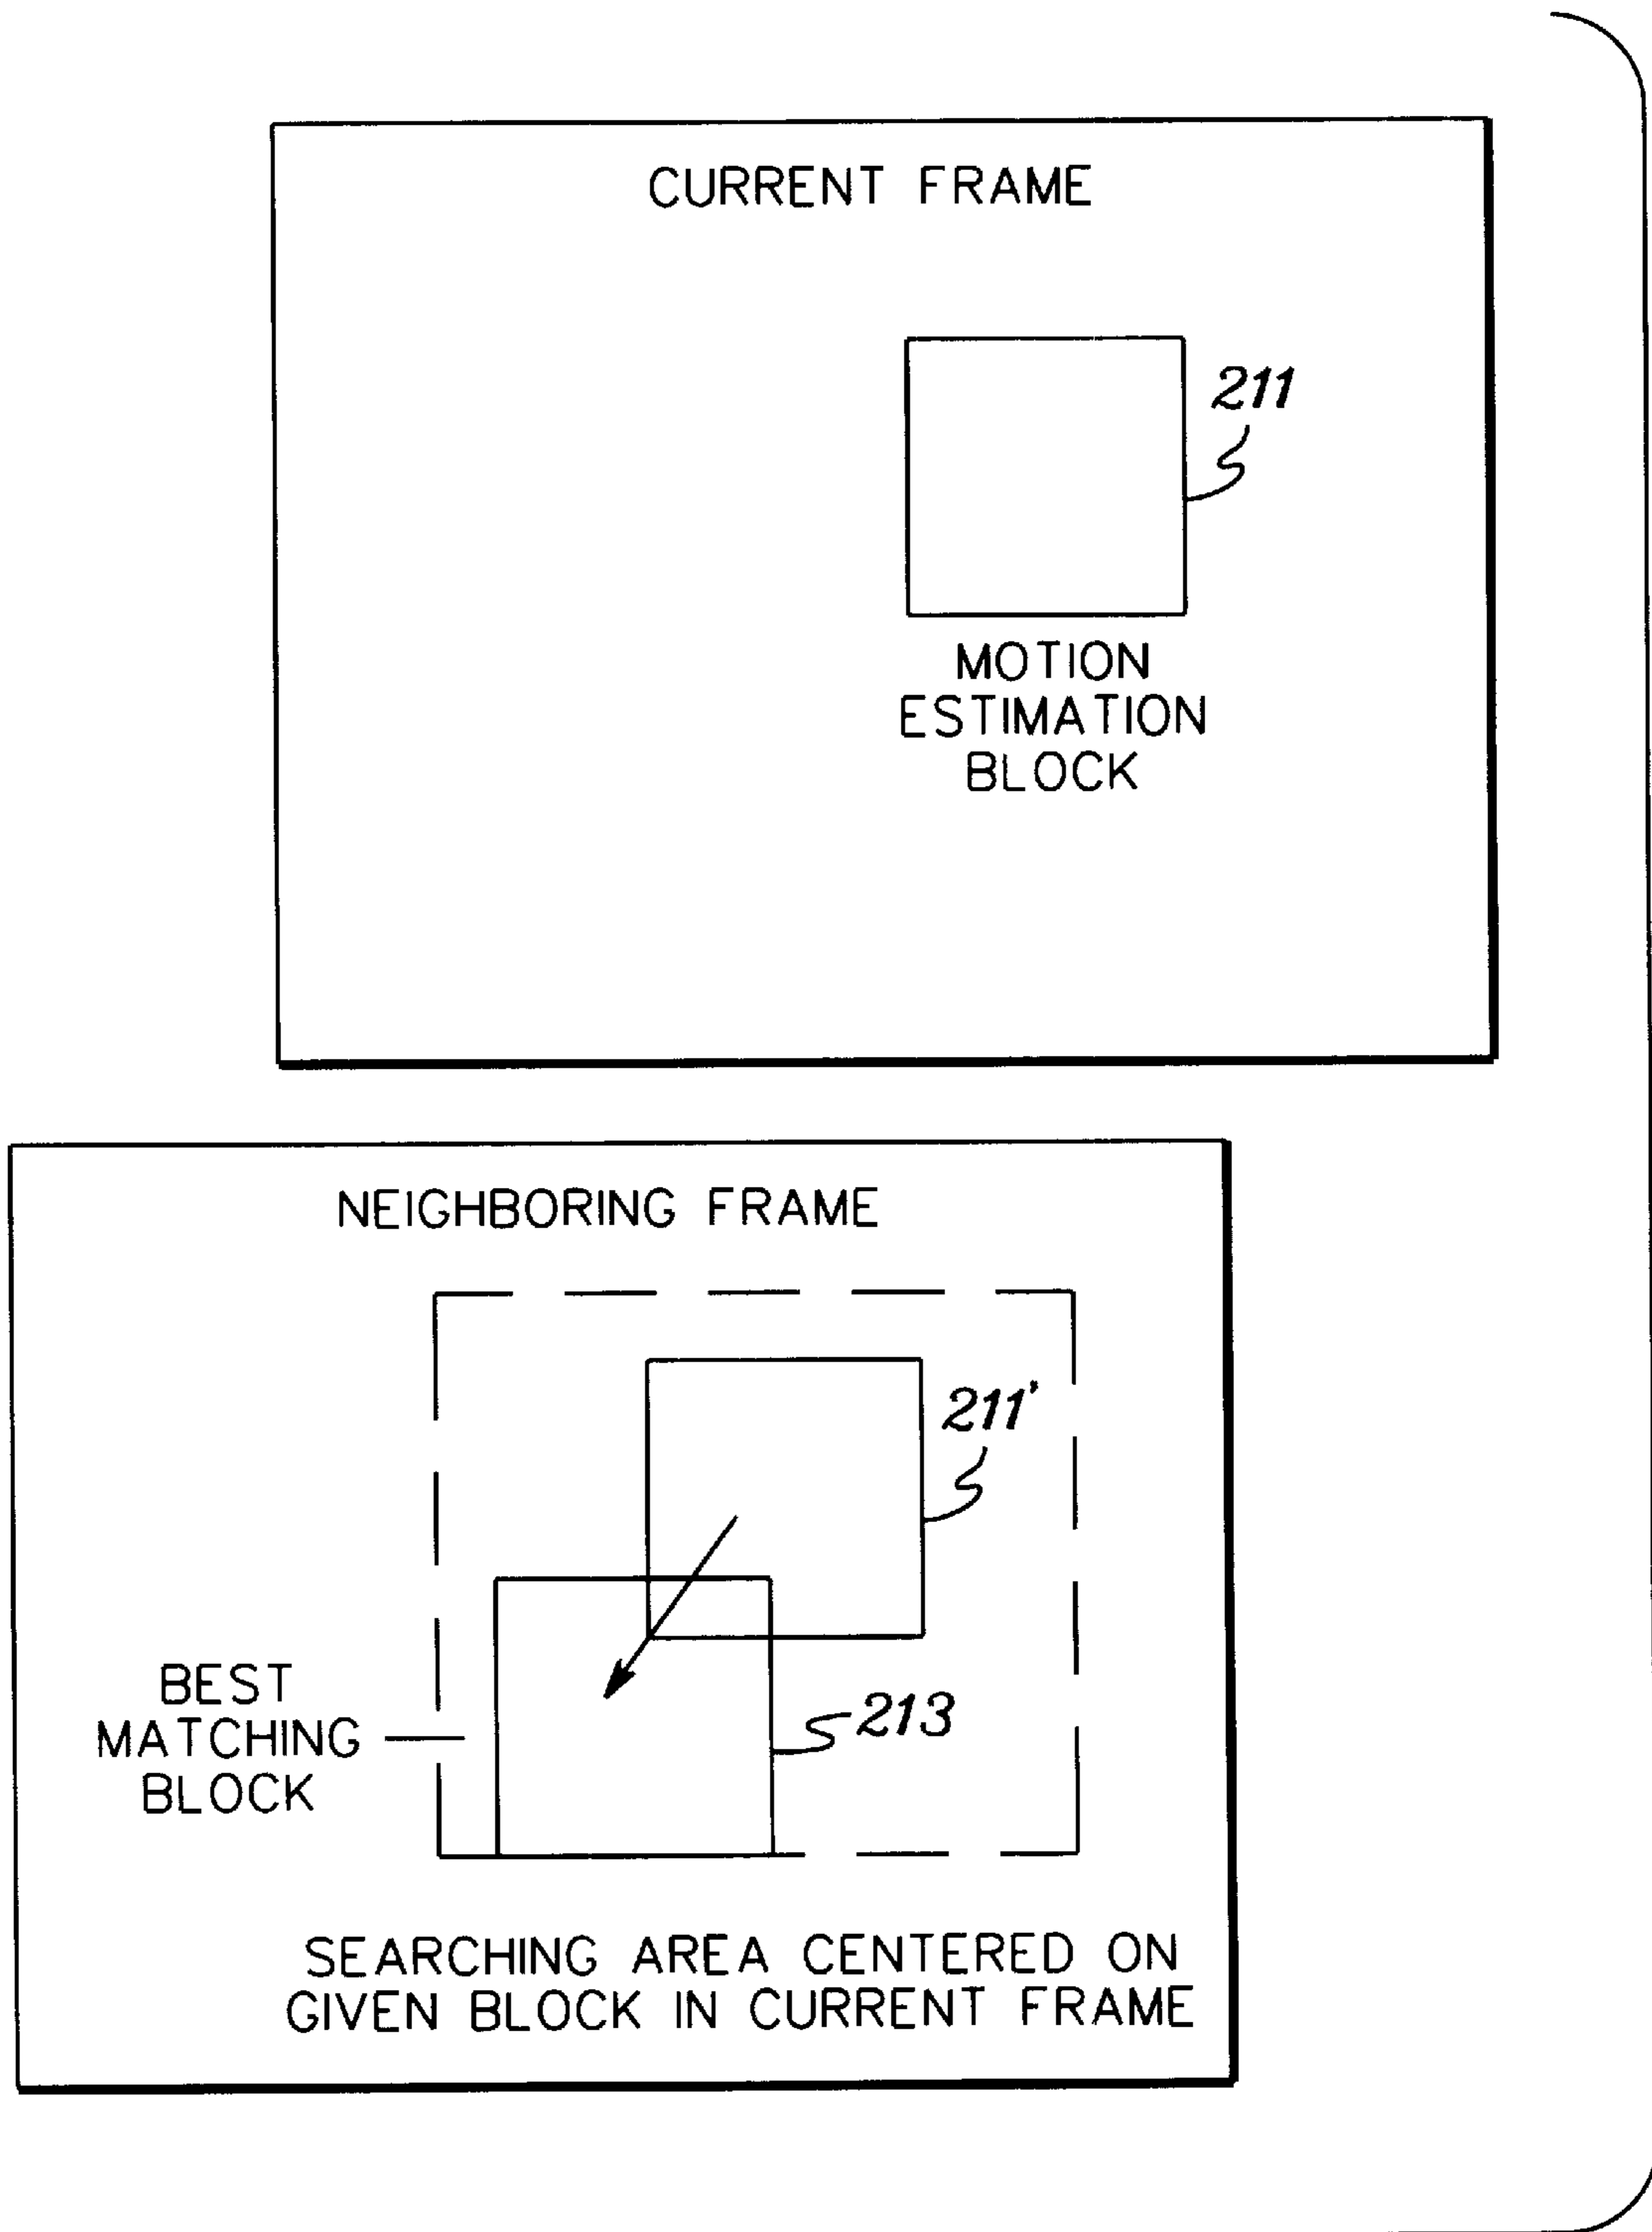 CURRENT FRAME
211
MOTION
ESTIMATION
BLOCK
NEIGHBORING FRAME
211'
BEST
MATCHING
BLOCK
213
SEARCHING AREA CENTERED ON
GIVEN BLOCK IN CURRENT FRAME